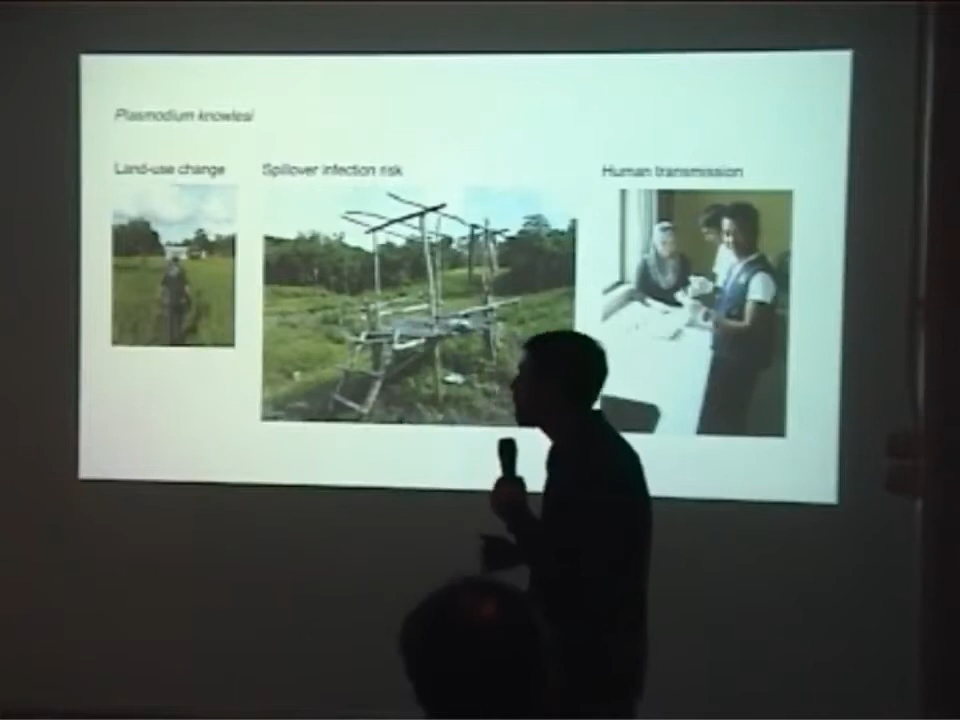 Plasmodium knowlesi
Land-use change
Spillover infection risk
Human transmission